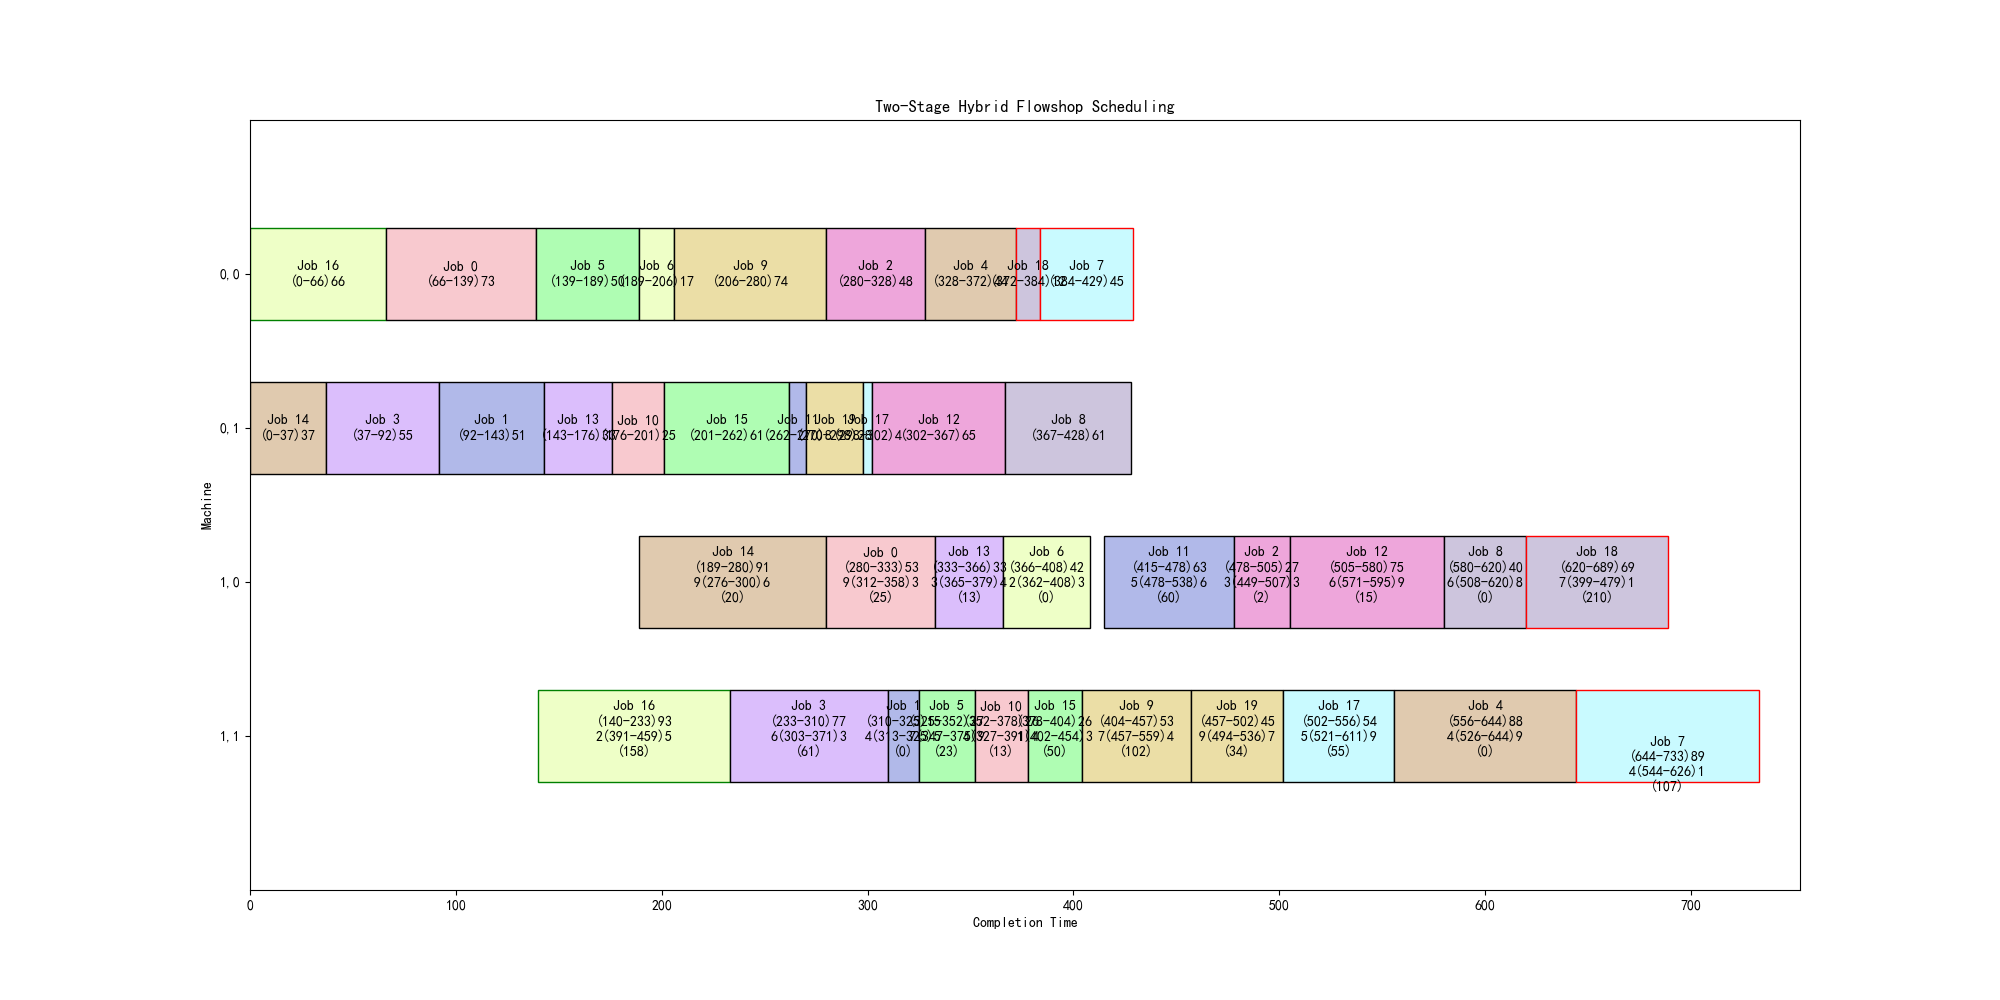 Two-Stage Hybrid Flowshop Scheduling
0,0
Job 16
(0-66)66
Job 0
(66-139)73
Job 5
(139-189)50
Job 6
(189-206)17
Job 9
(206-280)74
Job 2
(280-328)48
Job 4
(328-372)44
Job 18
(372-384)12
Job 7
(384-429)45
0,1
Job 14
(0-37)37
Job 3
(37-92)55
Job 1
(92-143)51
Job 13
(143-176)33
Job 10
(176-201)25
Job 15
(201-262)61
Job 11
(262-270)8
Job 19
(270-298)28
Job 17
(298-302)4
Job 12
(302-367)65
Job 8
(367-428)61
Machine
1,0
Job 14
(189-280)91
9(276-300)6
(20)
Job 0
(280-333)53
9(312-358)3
(25)
Job 13
(333-366)33
3(365-379)4
(13)
Job 6
(366-408)42
2(362-408)3
(0)
Job 11
(415-478)63
5(478-538)6
(60)
Job 2
(478-505)27
3(449-507)3
(2)
Job 12
(505-580)75
6(571-595)9
(15)
Job 8
(580-620)40
6(508-620)8
(0)
Job 18
(620-689)69
7(399-479)1
(210)
1,1
Job 16
(140-233)93
2(391-459)5
(158)
Job 3
(233-310)77
6(303-371)3
(61)
Job 1
(310-325)15
(0)
Job 5
(325-352)27
(23)
Job 10
(352-378)26
(13)
Job 15
(378-404)26
(50)
Job 9
(404-457)53
7(457-559)4
(102)
Job 19
(457-502)45
9(494-536)7
(34)
Job 17
(502-556)54
5(521-611)9
(55)
Job 4
(556-644)88
4(526-644)9
(0)
Job 7
(644-733)89
4(544-626)1
(107)
0 100 200 300 400 500 600 700
Completion Time